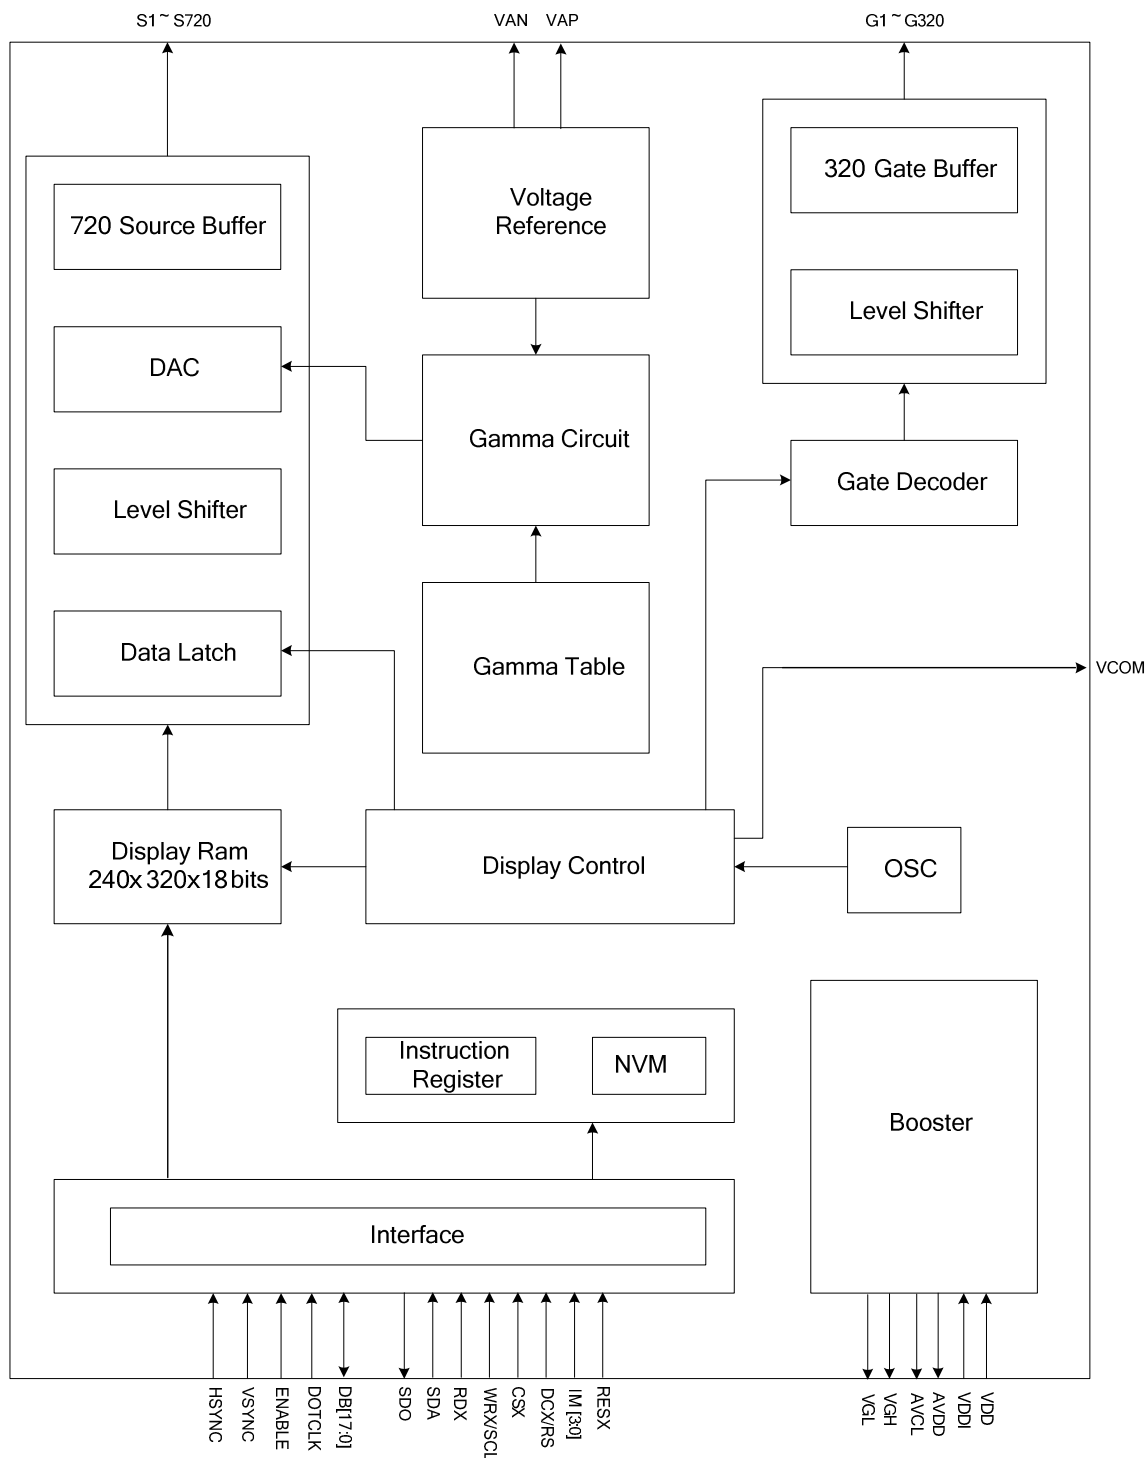 S1~S720
VAN
VAP
G1~G320
720 Source Buffer
DAC
Level Shifter
Data Latch
Voltage
Reference
Gamma Circuit
Gamma Table
320 Gate Buffer
Level Shifter
Gate Decoder
VCOM
Display Ram
240x320x18bits
Display Control
OSC
Instruction
Register
NVM
Booster
Interface
HSYNC
VSYNC
ENABLE
DOTCLK
DB[17:0]
SDO
SDA
RDX
WRX/SCL
CSX
DCX/RS
IM [3:0]
RESX
VGL
VGH
AVCL
AVDD
VDDI
VDD